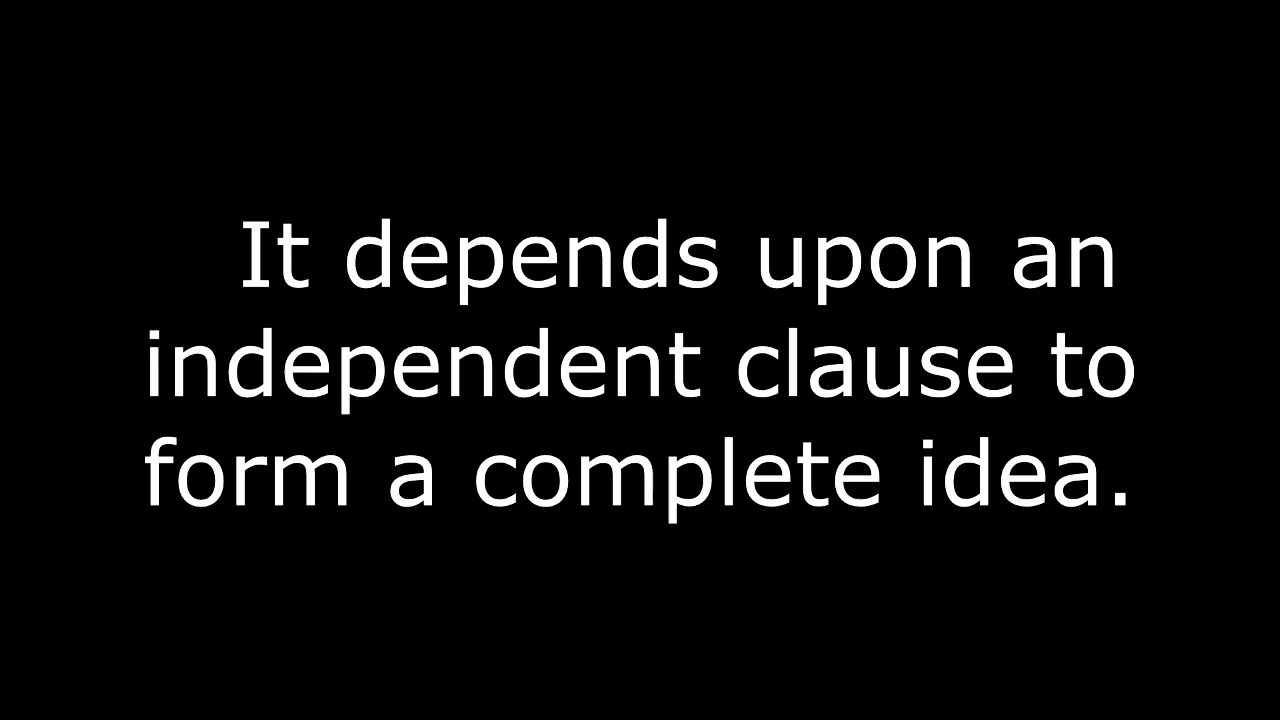 It depends upon an
independent clause to
form a complete idea.